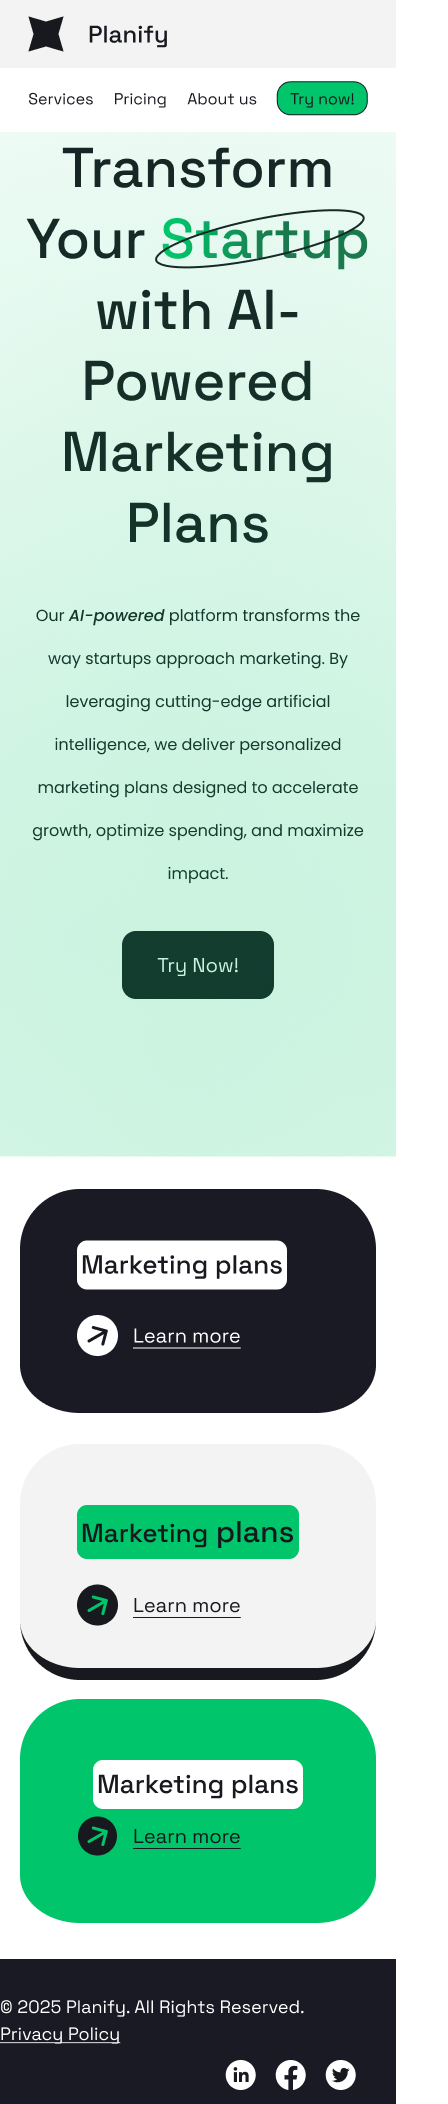 Planify
Services Pricing About us Try now!
Transform
Your Startup
with AI-
Powered
Marketing
Plans
Our AI-powered platform transforms the
way startups approach marketing. By
leveraging cutting-edge artificial
intelligence, we deliver personalized
marketing plans designed to accelerate
growth, optimize spending, and maximize
impact.
Try Now!
Marketing plans
Learn more
Marketing plans
Learn more
Marketing plans
Learn more
© 2025 Planify. All Rights Reserved.
Privacy Policy